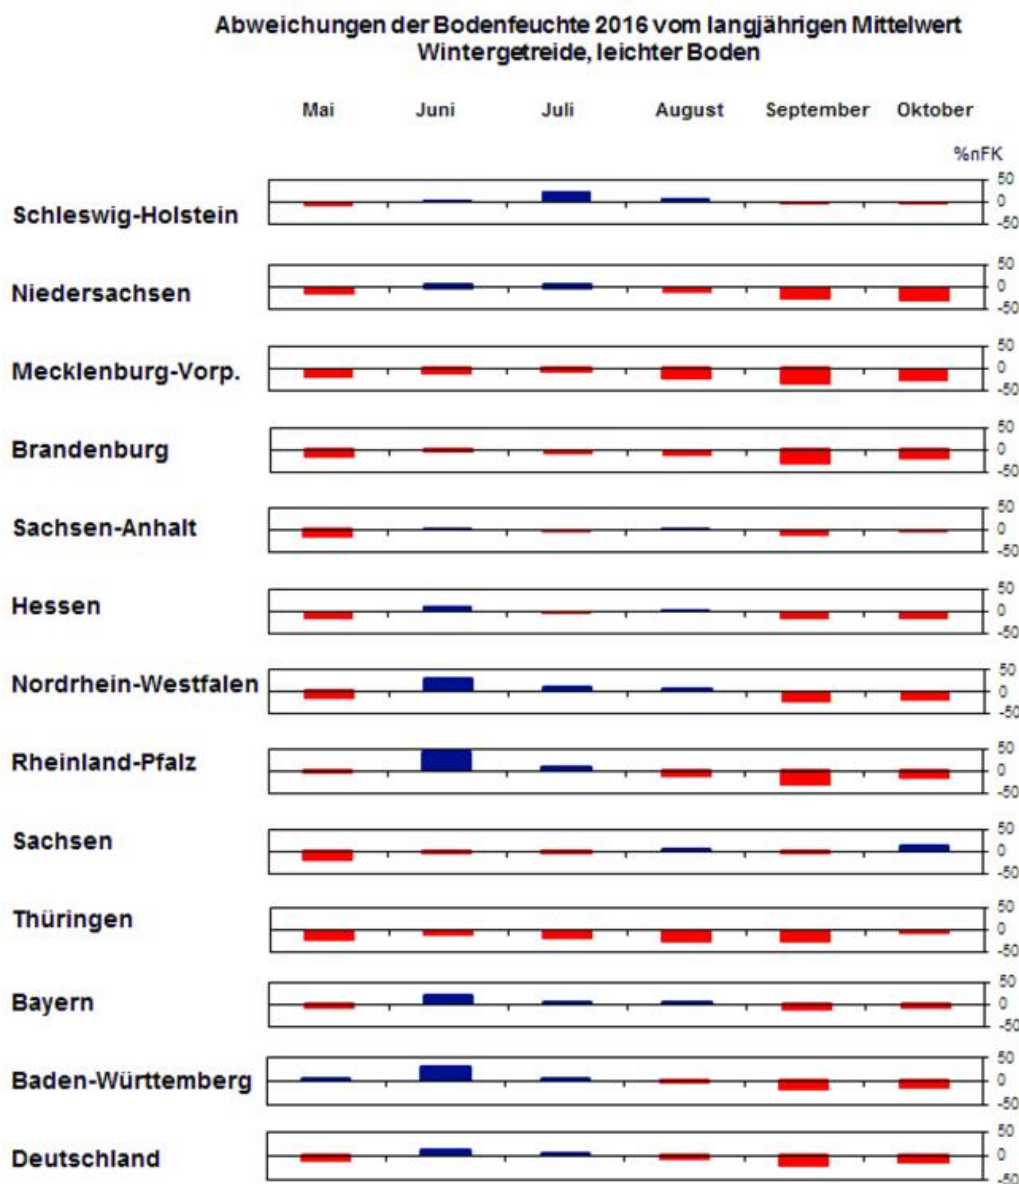 Abweichungen der Bodenfeuchte 2016 vom langjährigen Mittelwert
Wintergetreide, leichter Boden
Mai Juni Juli August September Oktober
%nFK
Schleswig-Holstein 50 0 -50
Niedersachsen 50 0 -50
Mecklenburg-Vorp. 50 0 -50
Brandenburg 50 0 -50
Sachsen-Anhalt 50 0 -50
Hessen 50 0 -50
Nordrhein-Westfalen 50 0 -50
Rheinland-Pfalz 50 0 -50
Sachsen 50 0 -50
Thüringen 50 0 -50
Bayern 50 0 -50
Baden-Württemberg 50 0 -50
Deutschland 50 0 -50